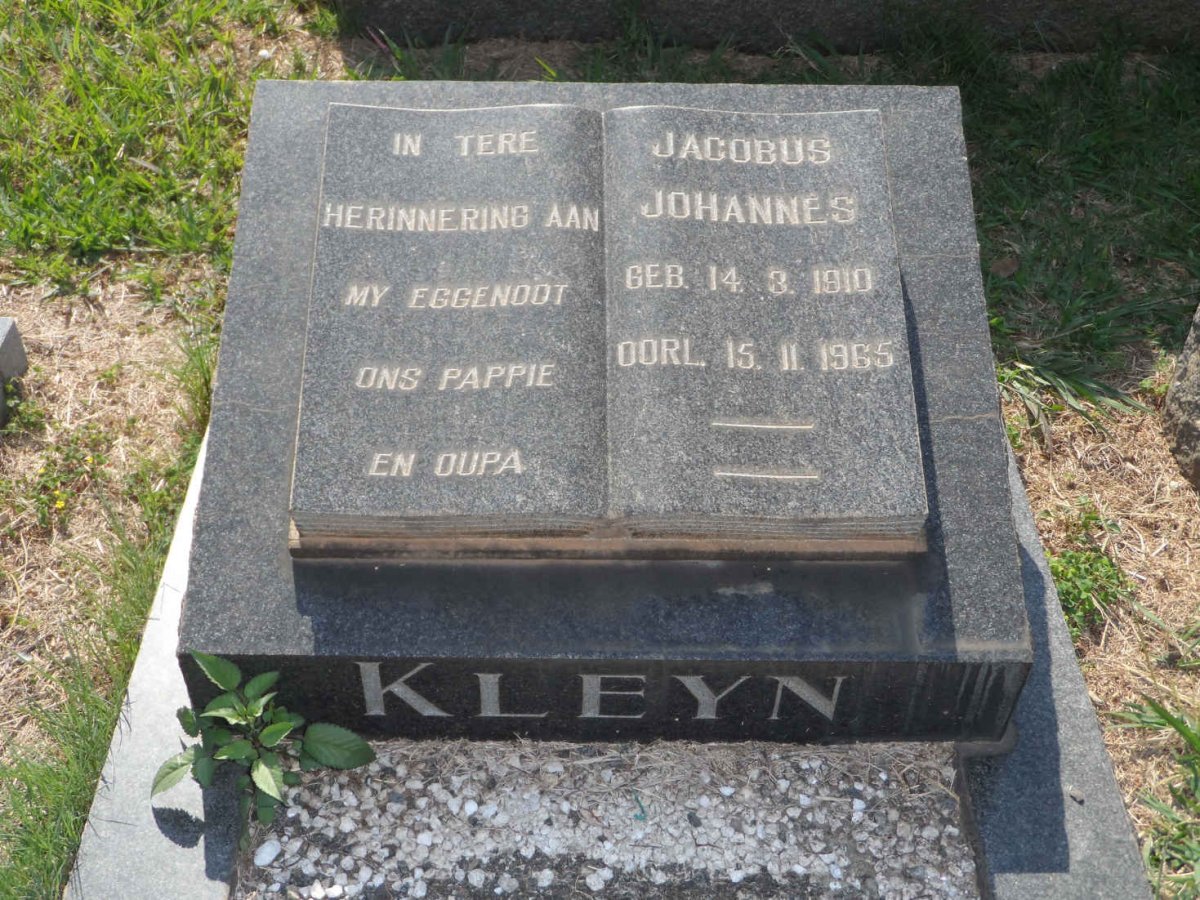 IN TERE
HERINNERING AAN
MY EGGENOOT
ONS PAPPIE
EN OUPA
JACOBUS
JOHANNES
GEB. 14. 3. 1910
OORL. 15. 11. 1965
KLEYN